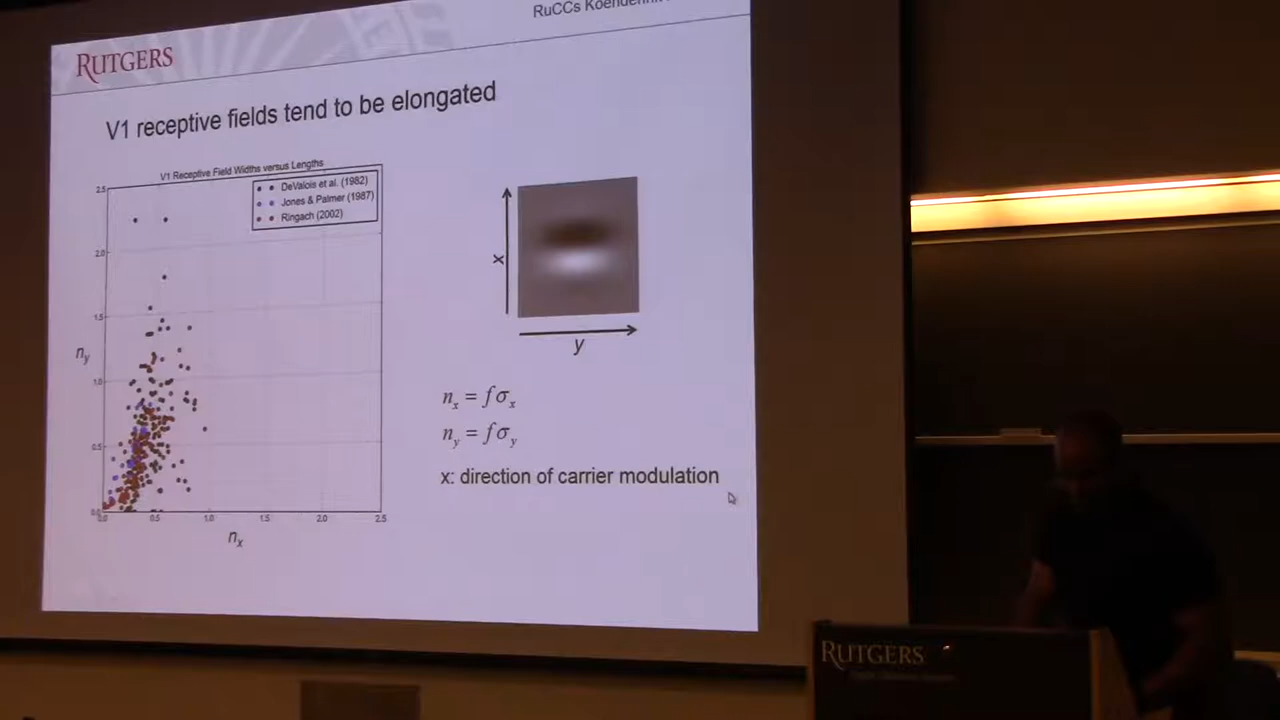 RuCCs Koenderink
RUTGERS
V1 receptive fields tend to be elongated
V1 Receptive Field Widths versus Lengths
DeValois et al. (1982)
Jones & Palmer (1987)
Ringach (2002)
2.5
2.0
1.5
1.0
0.5
0.0
n_y
0.0 0.5 1.0 1.5 2.0 2.5
n_x
x
y
n_x = fσ_x
n_y = fσ_y
x: direction of carrier modulation
RUTGERS